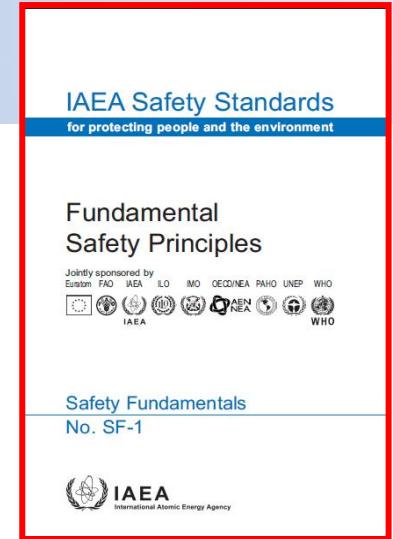 IAEA Safety Standards
for protecting people and the environment
Fundamental
Safety Principles
Jointly sponsored by
Euratom FAO IAEA ILO IMO OECD/NEA PAHO UNEP WHO
IAEA AEN NEA WHO
Safety Fundamentals
No. SF-1
IAEA
International Atomic Energy Agency